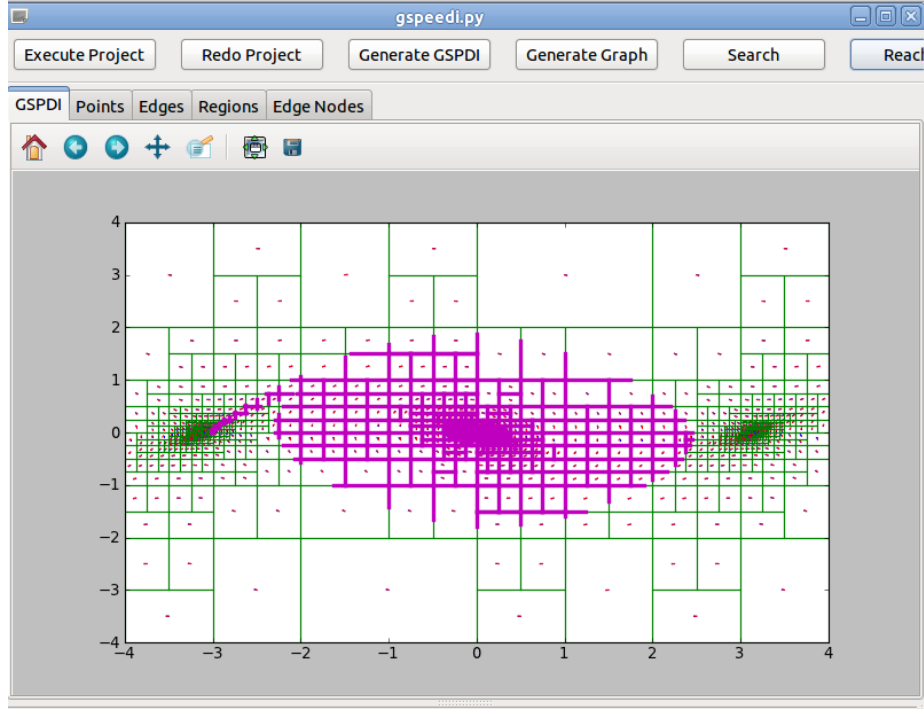 gspeedi.py
Execute Project Redo Project Generate GSPDI Generate Graph Search Reacl
GSPDI Points Edges Regions Edge Nodes
4
3
2
1
0
−1
−2
−3
−4
−4 −3 −2 −1 0 1 2 3 4